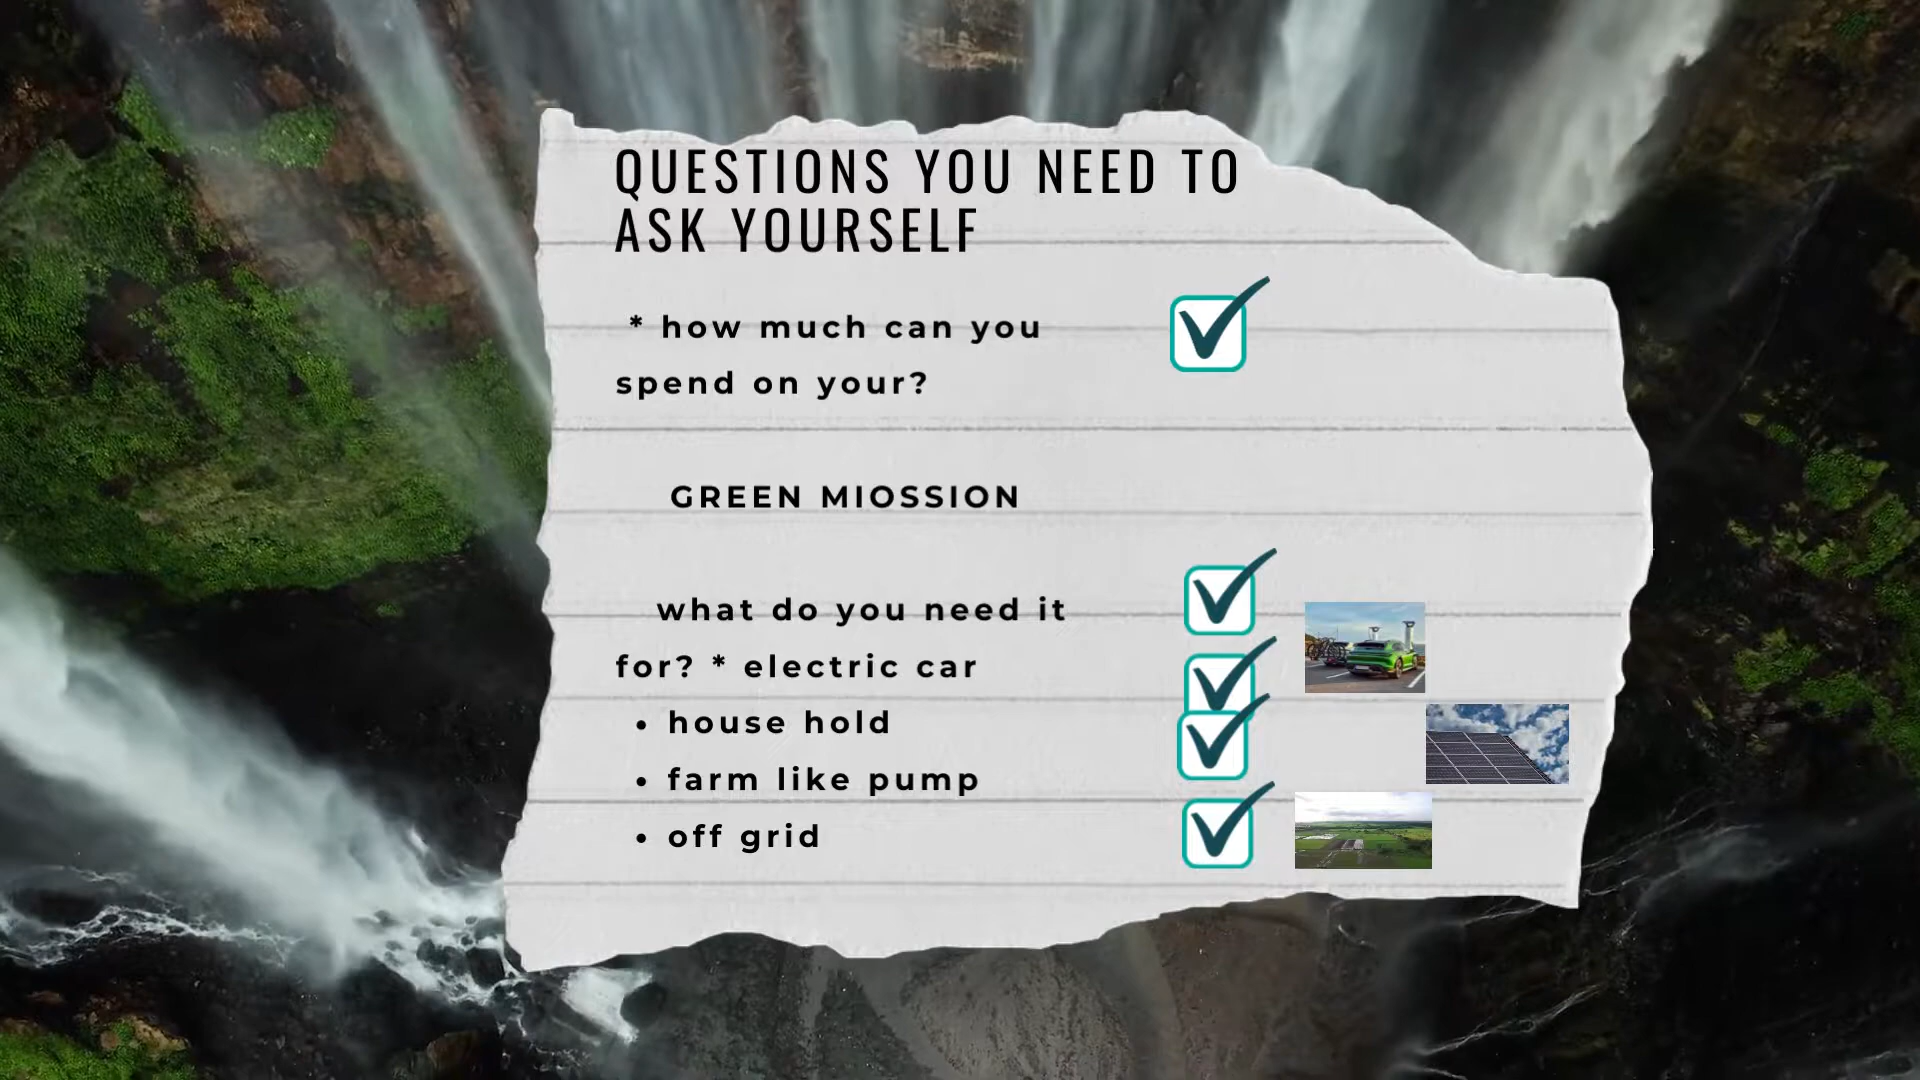 QUESTIONS YOU NEED TO
ASK YOURSELF
* how much can you
spend on your?
GREEN MIOSSION
what do you need it
for? * electric car
• house hold
• farm like pump
• off grid